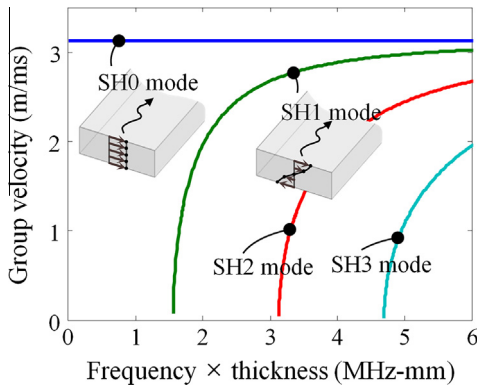 Group velocity (m/ms)
3
2
1
0
SH0 mode
SH1 mode
SH2 mode
SH3 mode
0 1 2 3 4 5 6
Frequency × thickness (MHz-mm)